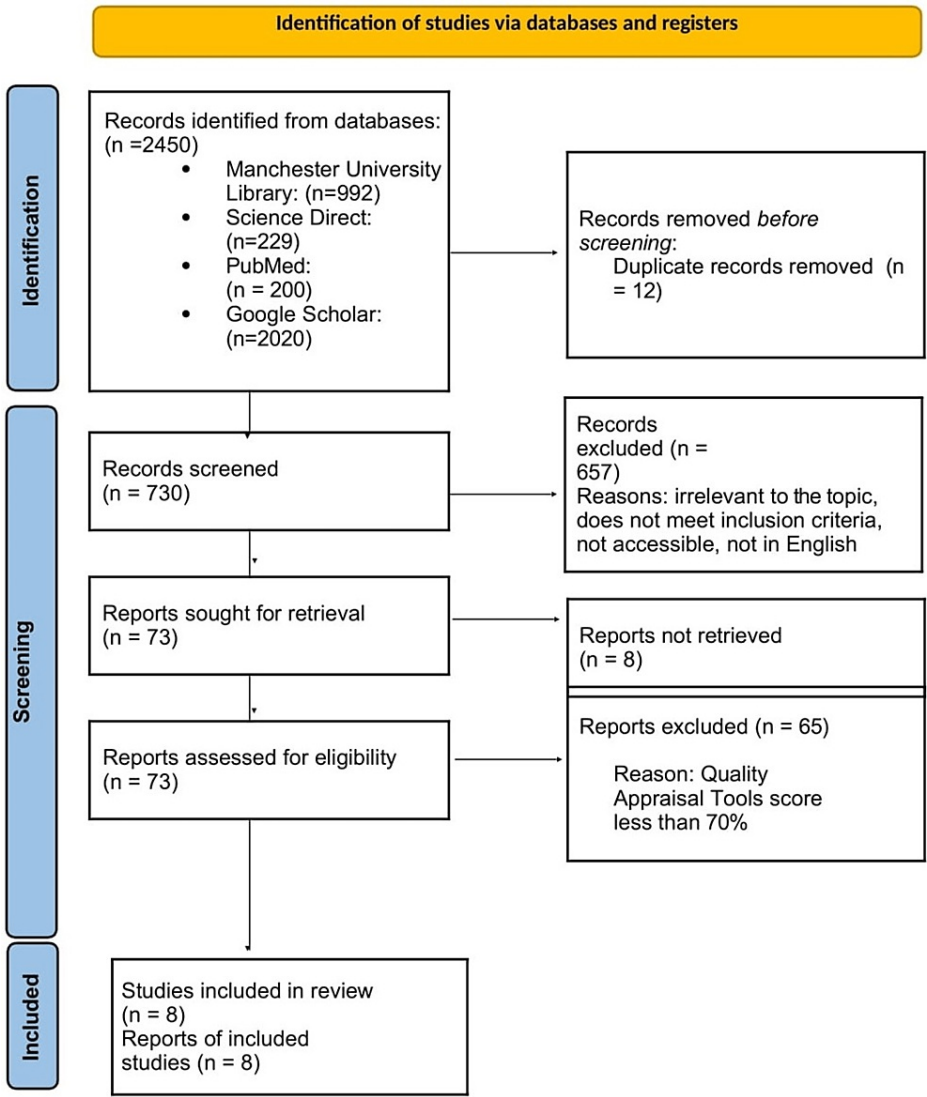 Identification of studies via databases and registers
Identification
Records identified from databases:
(n =2450)
• Manchester University
Library: (n=992)
• Science Direct:
(n=229)
• PubMed:
(n = 200)
• Google Scholar:
(n=2020)
Records removed before
screening:
Duplicate records removed (n
= 12)
Screening
Records screened
(n = 730)
Records
excluded (n =
657)
Reasons: irrelevant to the topic,
does not meet inclusion criteria,
not accessible, not in English
Reports sought for retrieval
(n = 73)
Reports not retrieved
(n = 8)
Reports assessed for eligibility
(n = 73)
Reports excluded (n = 65)
Reason: Quality
Appraisal Tools score
less than 70%
Included
Studies included in review
(n = 8)
Reports of included
studies (n = 8)